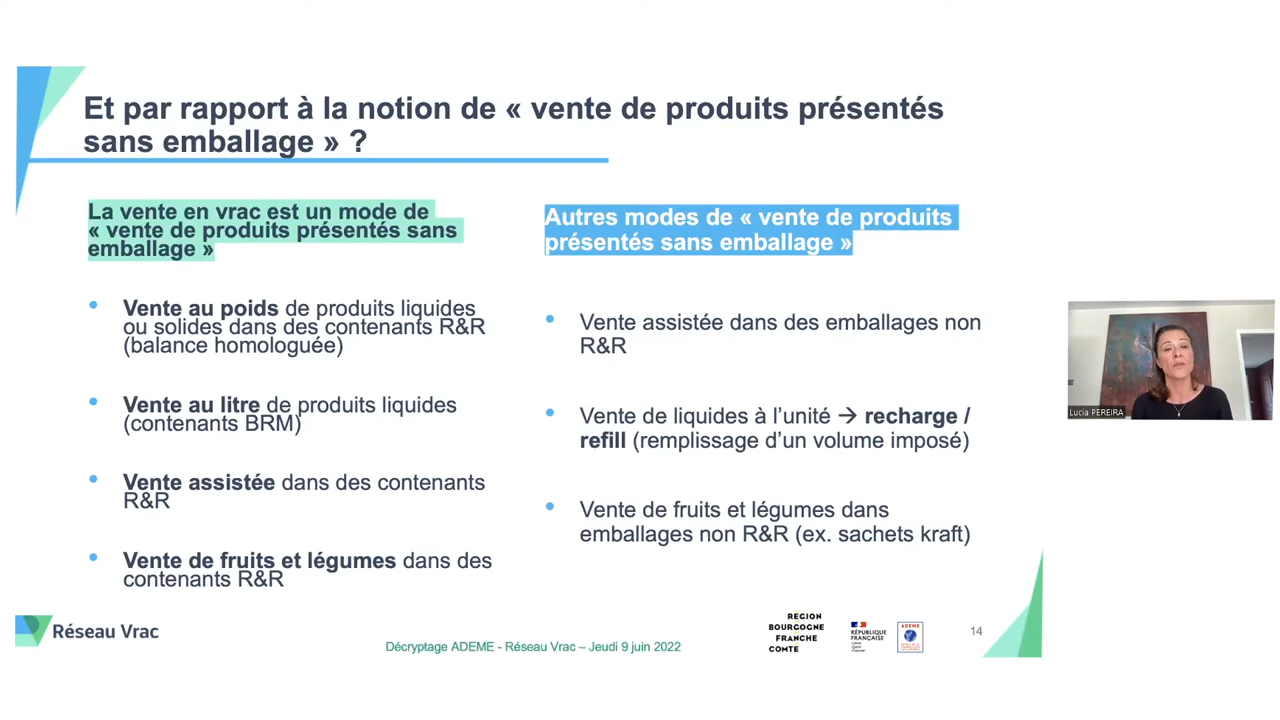 Et par rapport à la notion de « vente de produits présentés
sans emballage » ?
La vente en vrac est un mode de
« vente de produits présentés sans
emballage »
Vente au poids de produits liquides
ou solides dans des contenants R&R
(balance homologuée)
Vente au litre de produits liquides
(contenants BRM)
Vente assistée dans des contenants
R&R
Vente de fruits et légumes dans des
contenants R&R
Autres modes de « vente de produits
présentés sans emballage »
Vente assistée dans des emballages non
R&R
Vente de liquides à l'unité → recharge /
refill (remplissage d'un volume imposé)
Vente de fruits et légumes dans
emballages non R&R (ex. sachets kraft)
Lucia PEREIRA
Réseau Vrac
Décryptage ADEME - Réseau Vrac – Jeudi 9 juin 2022
REGION
BOURGOGNE
FRANCHE
COMTE
RÉPUBLIQUE
FRANÇAISE
ADEME
14